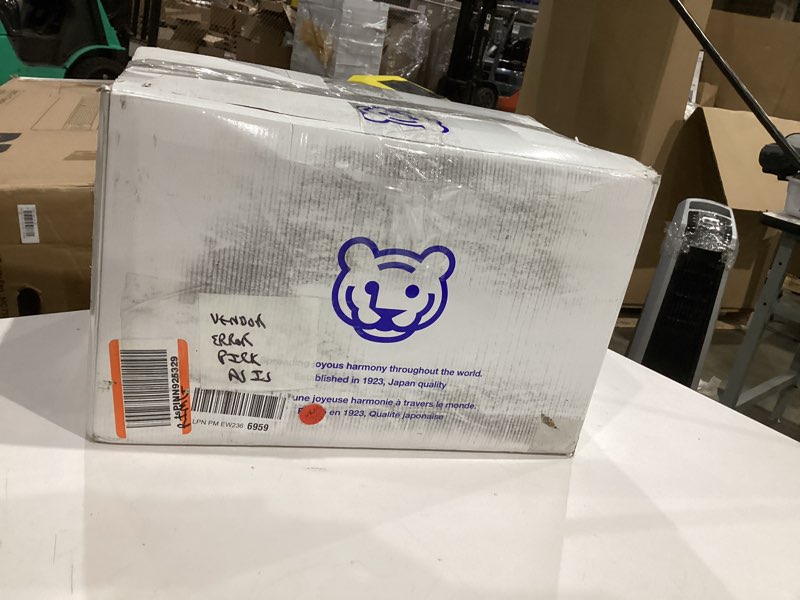 VENDOR
ERROR
PICK
AS IS
oyous harmony throughout the world.
blished in 1923, Japan quality
une joyeuse harmonie à travers le monde.
en 1923, Qualité japonaise
LPN PM EW236 6959